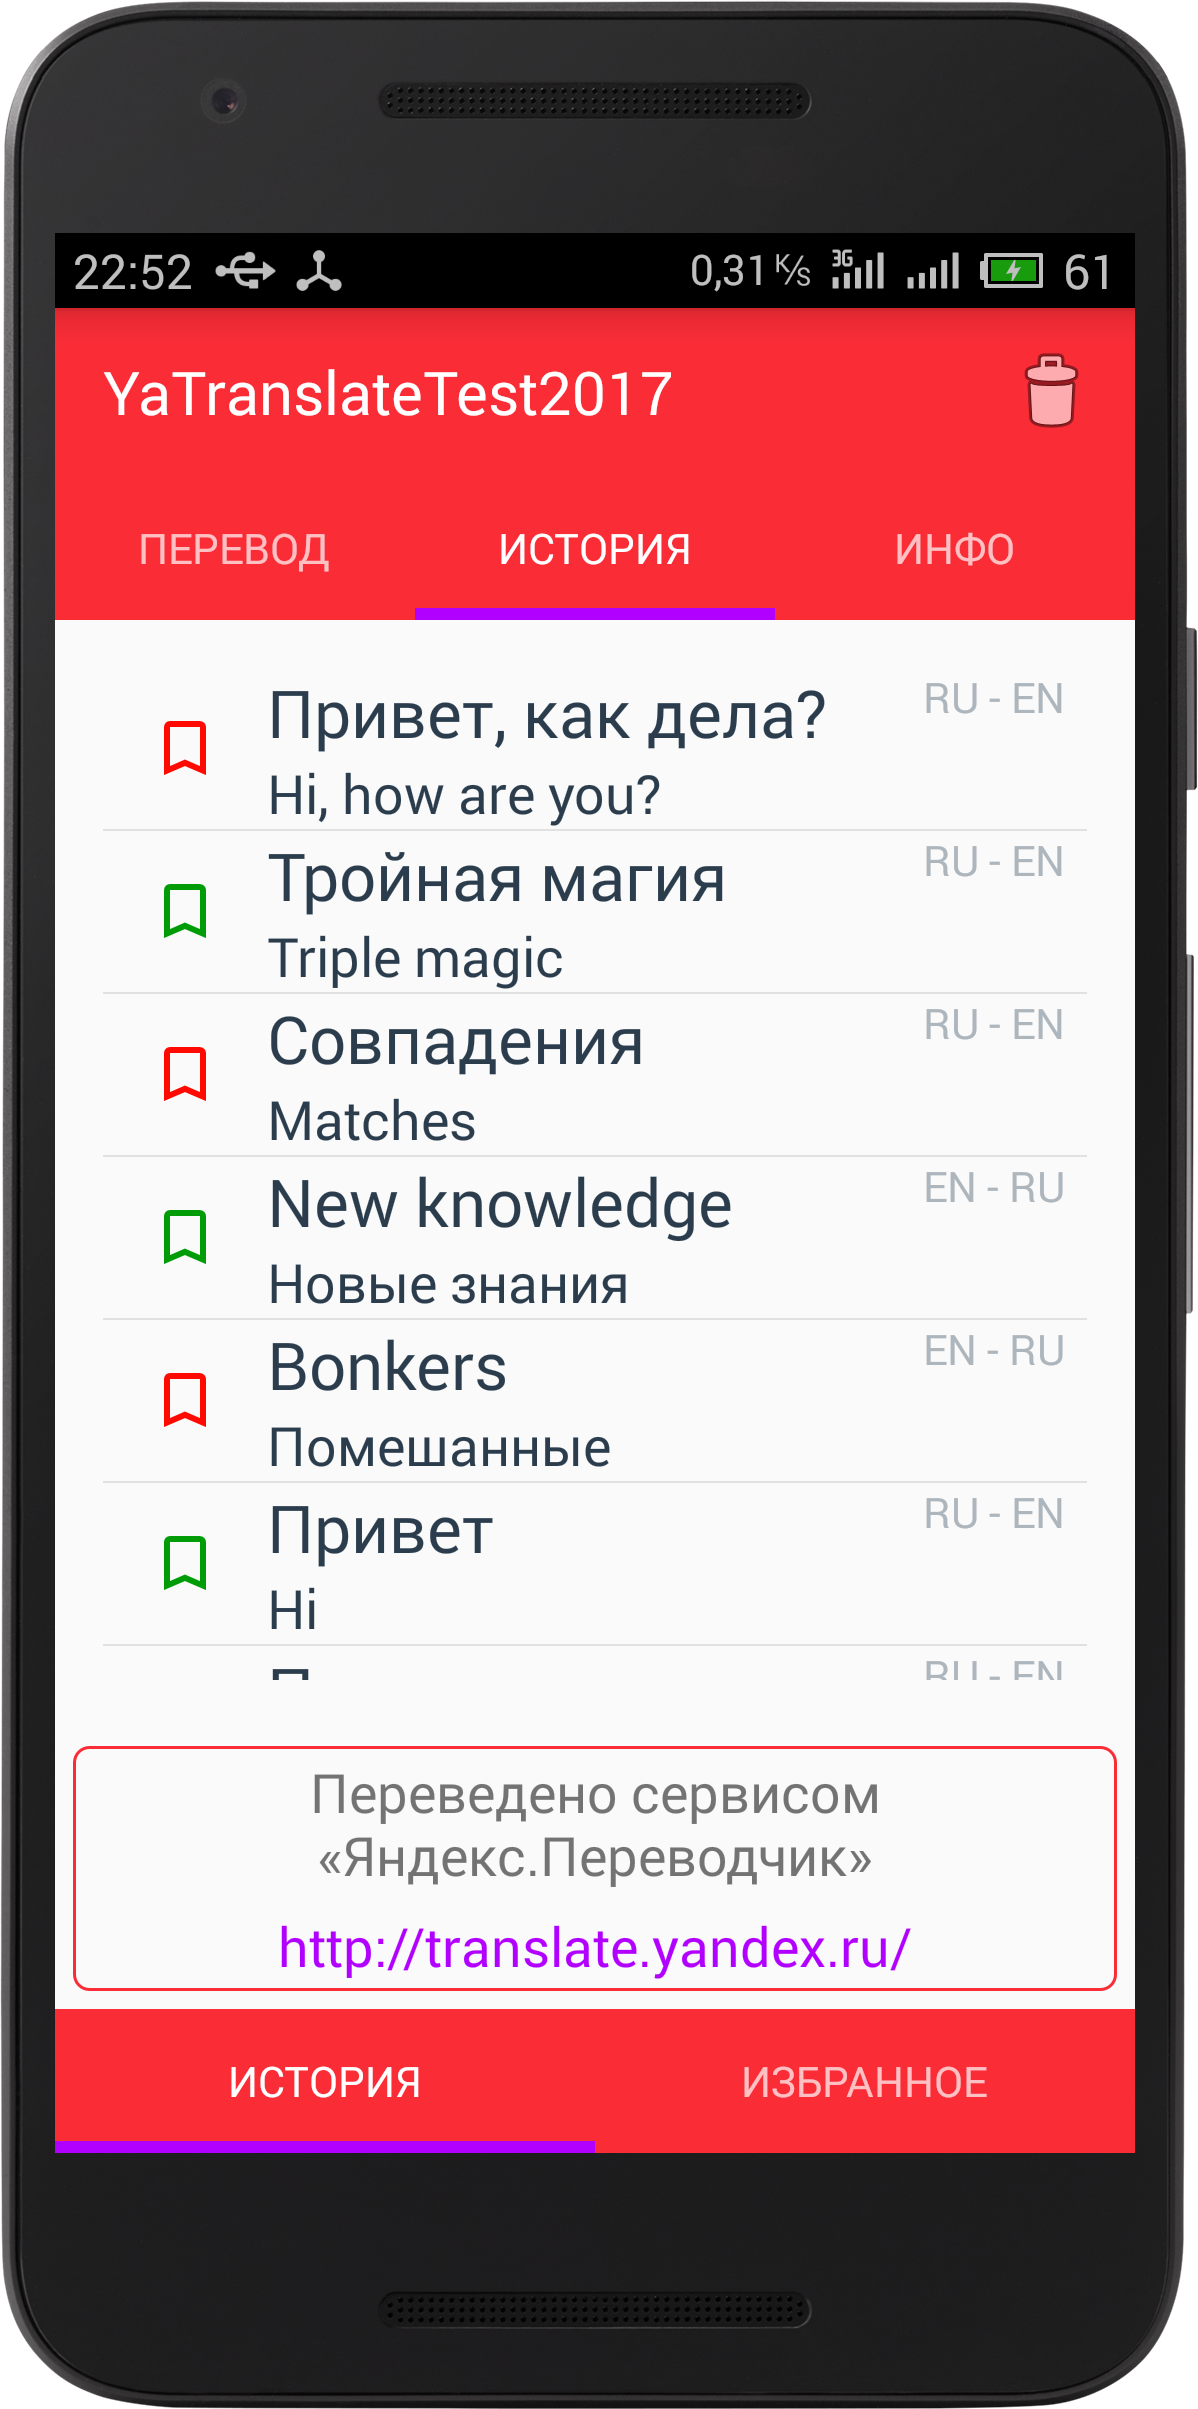 22:52 0,31 K/s 3G 61
YaTranslateTest2017
ПЕРЕВОД ИСТОРИЯ ИНФО
Привет, как дела? RU - EN
Hi, how are you?
Тройная магия RU - EN
Triple magic
Совпадения RU - EN
Matches
New knowledge EN - RU
Новые знания
Bonkers EN - RU
Помешанные
Привет RU - EN
Hi
RU - EN
Переведено сервисом
«Яндекс.Переводчик»
http://translate.yandex.ru/
ИСТОРИЯ ИЗБРАННОЕ